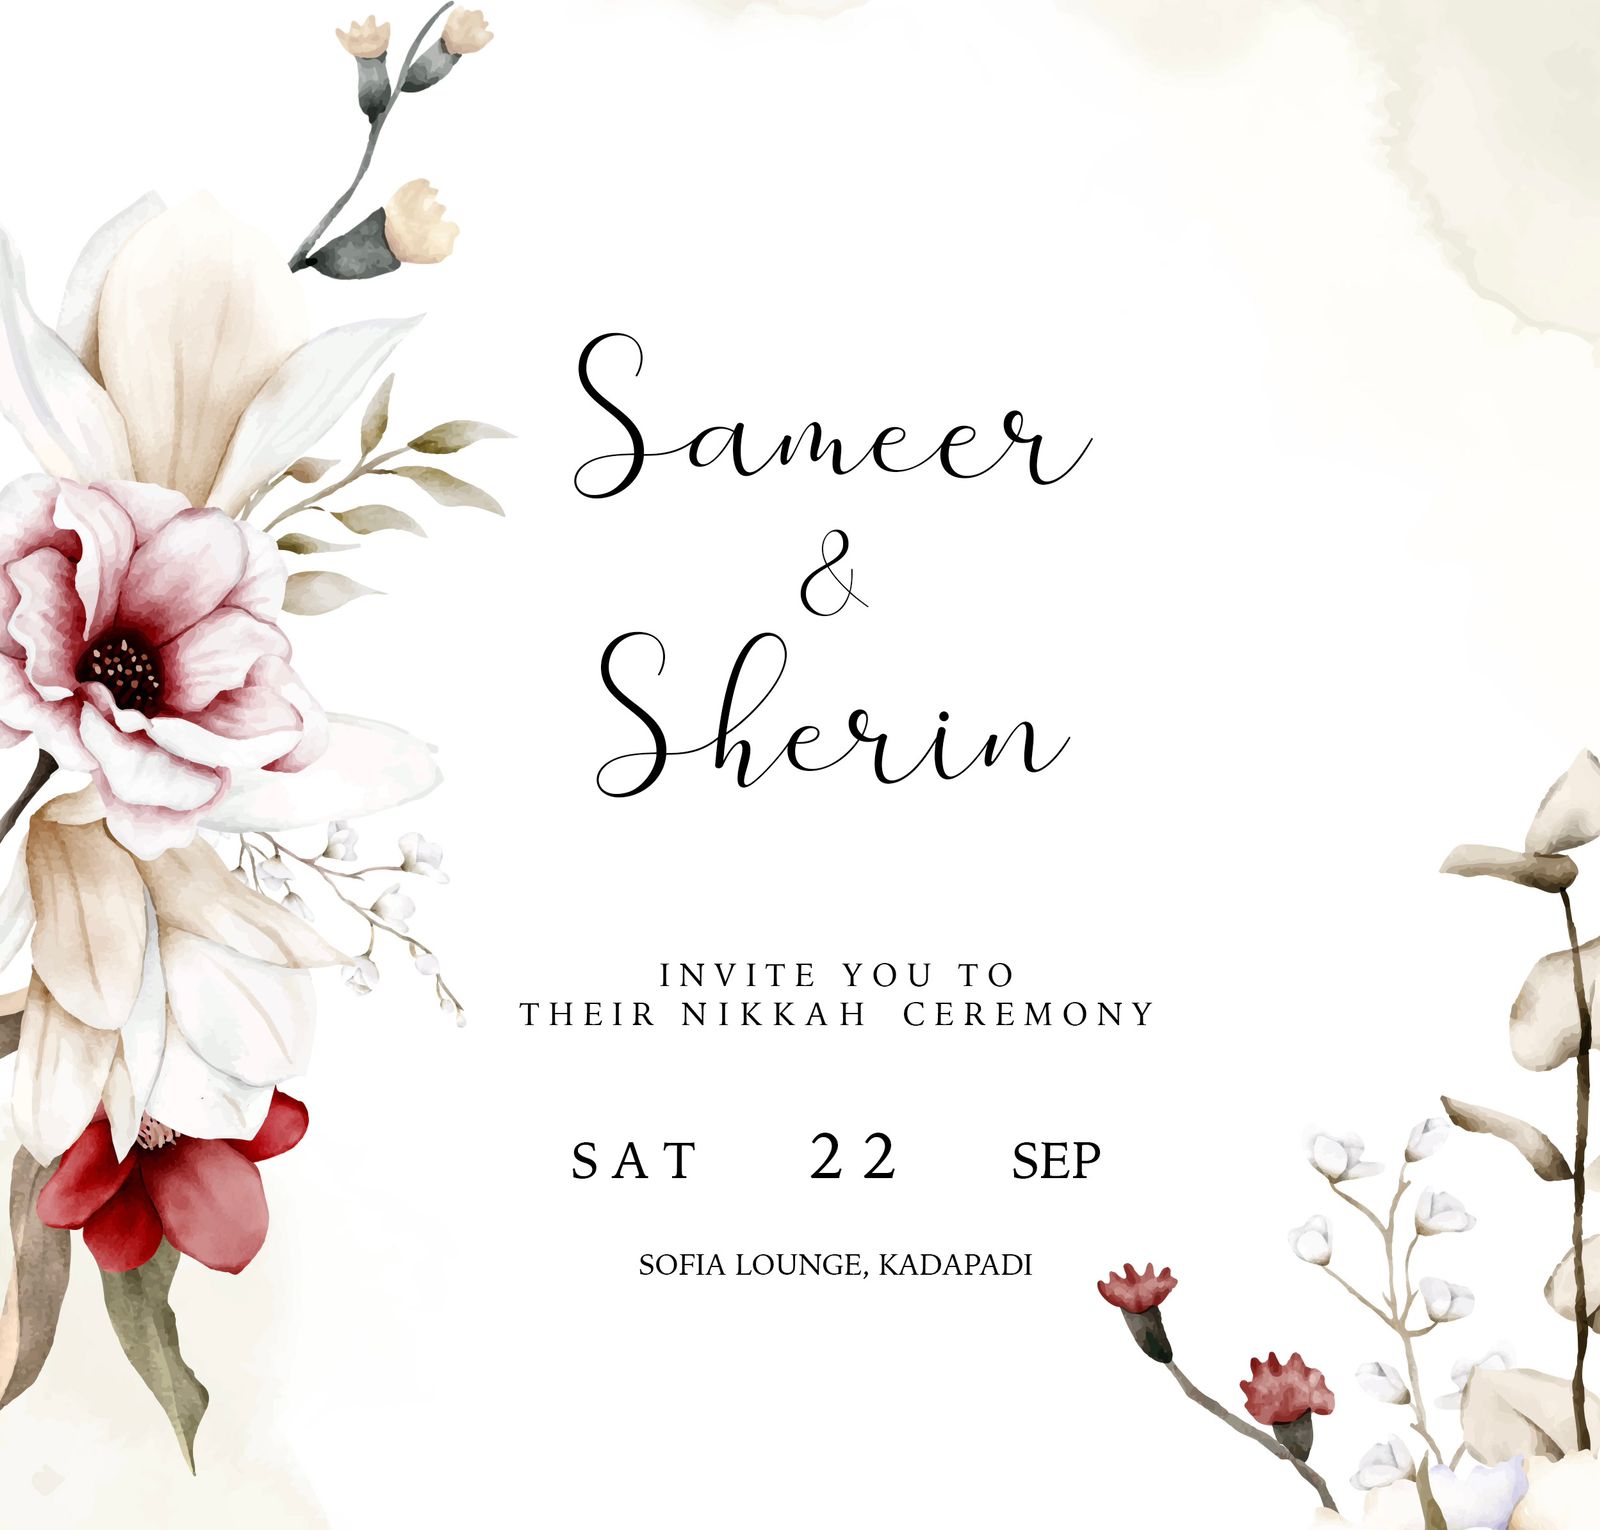 Sameer
&
Sherin
INVITE YOU TO
THEIR NIKKAH CEREMONY
SAT 22 SEP
SOFIA LOUNGE, KADAPADI